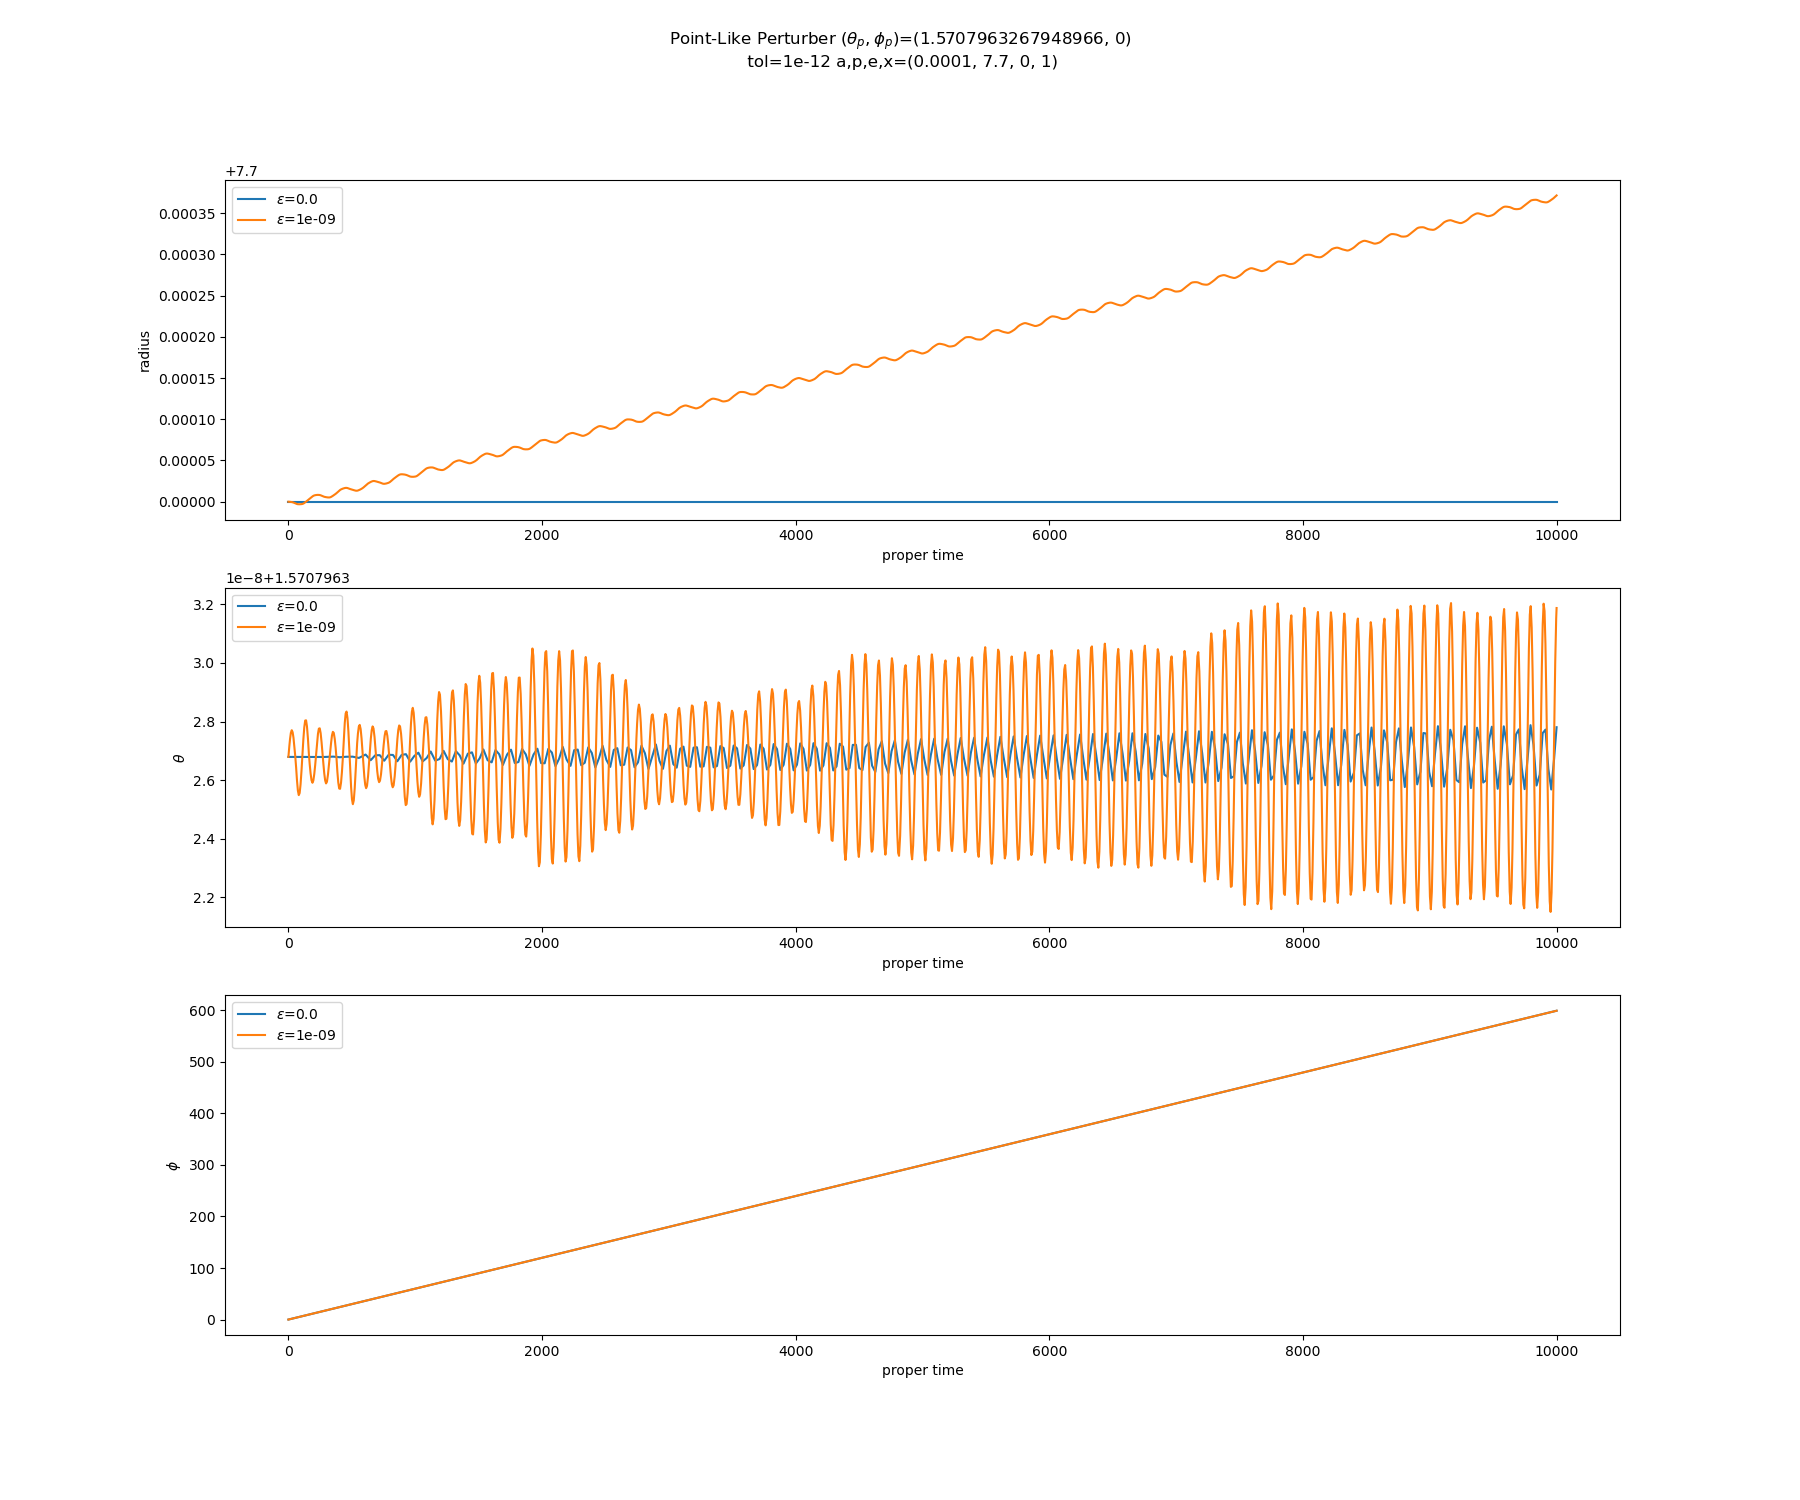 Point-Like Perturber (θp, ϕp)=(1.5707963267948966, 0)
tol=1e-12 a,p,e,x=(0.0001, 7.7, 0, 1)
+7.7
ε=0.0
ε=1e-09
0.00035
0.00030
0.00025
0.00020
0.00015
0.00010
0.00005
0.00000
radius
0 2000 4000 6000 8000 10000
proper time
1e−8+1.5707963
ε=0.0
ε=1e-09
3.2
3.0
2.8
2.6
2.4
2.2
θ
0 2000 4000 6000 8000 10000
proper time
ε=0.0
ε=1e-09
600
500
400
300
200
100
0
ϕ
0 2000 4000 6000 8000 10000
proper time